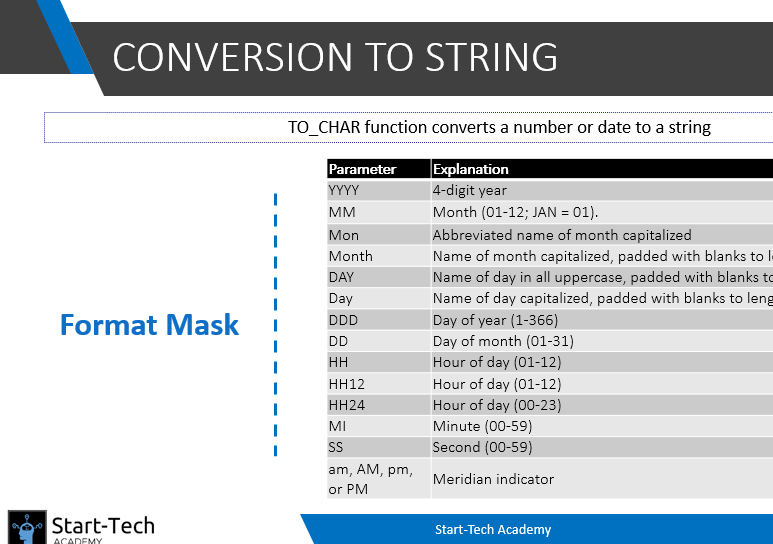 CONVERSION TO STRING
TO_CHAR function converts a number or date to a string
Parameter Explanation
YYYY 4-digit year
MM Month (01-12; JAN = 01).
Mon Abbreviated name of month capitalized
Month Name of month capitalized, padded with blanks to
DAY Name of day in all uppercase, padded with blanks
Day Name of day capitalized, padded with blanks to
DDD Day of year (1-366)
DD Day of month (01-31)
HH Hour of day (01-12)
HH12 Hour of day (01-12)
HH24 Hour of day (00-23)
MI Minute (00-59)
SS Second (00-59)
am, AM, pm,
or PM Meridian indicator
Format Mask
Start-Tech
ACADEMY
Start-Tech Academy